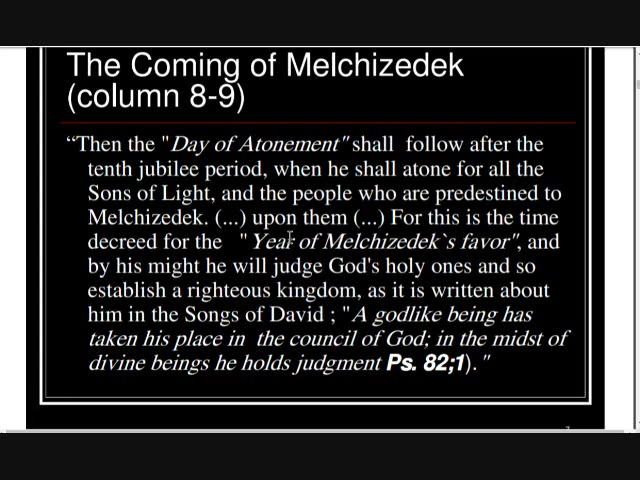 The Coming of Melchizedek
(column 8-9)
“Then the "Day of Atonement" shall follow after the
tenth jubilee period, when he shall atone for all the
Sons of Light, and the people who are predestined to
Melchizedek. (...) upon them (...) For this is the time
decreed for the "Year of Melchizedek`s favor", and
by his might he will judge God's holy ones and so
establish a righteous kingdom, as it is written about
him in the Songs of David ; "A godlike being has
taken his place in the council of God; in the midst of
divine beings he holds judgment Ps. 82;1). "